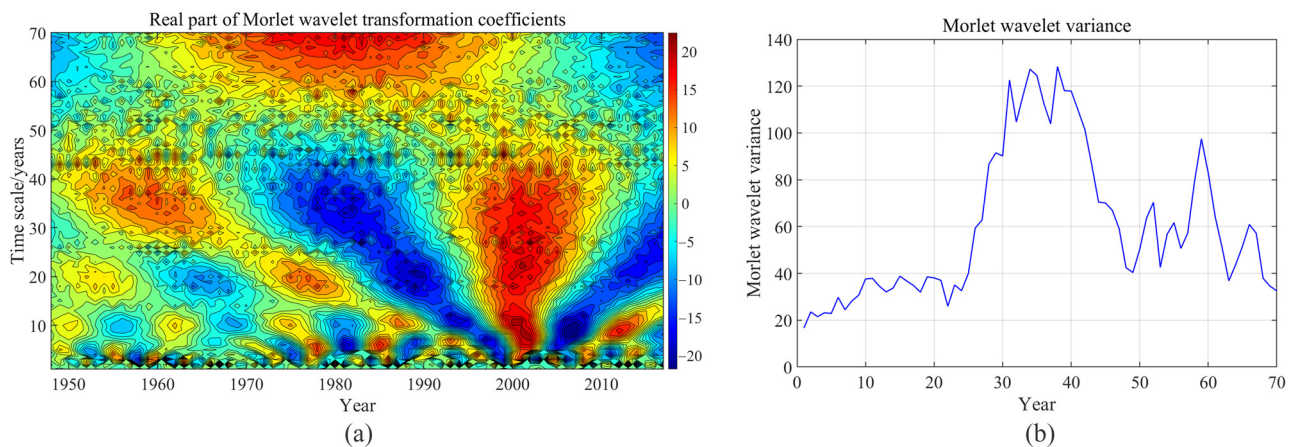 Real part of Morlet wavelet transformation coefficients
70
60
50
40
30
20
10
Time scale/years
1950 1960 1970 1980 1990 2000 2010
Year
20
15
10
5
0
−5
−10
−15
−20
(a)
Morlet wavelet variance
140
120
100
80
60
40
20
0
Morlet wavelet variance
0 10 20 30 40 50 60 70
Year
(b)